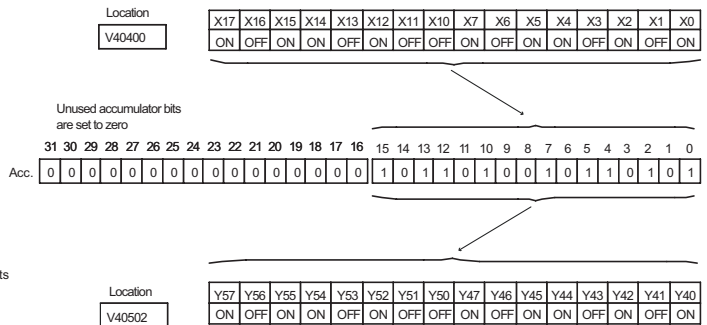 Location
V40400
X17 X16 X15 X14 X13 X12 X11 X10 X7 X6 X5 X4 X3 X2 X1 X0
ON OFF ON ON OFF ON OFF OFF ON OFF ON ON OFF ON OFF ON
Unused accumulator bits
are set to zero
31 30 29 28 27 26 25 24 23 22 21 20 19 18 17 16 15 14 13 12 11 10 9 8 7 6 5 4 3 2 1 0
Acc. 0 0 0 0 0 0 0 0 0 0 0 0 0 0 0 0 1 0 1 1 0 1 0 0 1 0 1 1 0 1 0 1
ts
Location
V40502
Y57 Y56 Y55 Y54 Y53 Y52 Y51 Y50 Y47 Y46 Y45 Y44 Y43 Y42 Y41 Y40
ON OFF ON ON OFF ON OFF OFF ON OFF ON ON OFF ON OFF ON